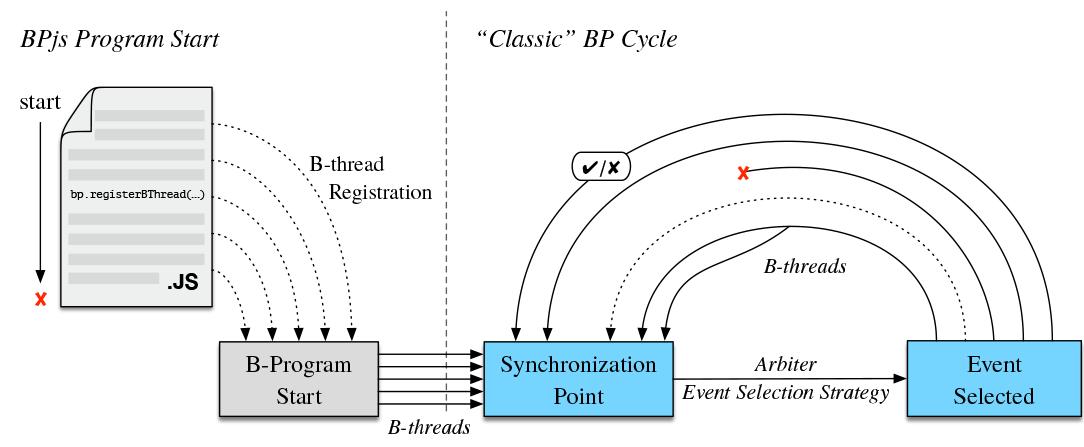 BPjs Program Start
“Classic” BP Cycle
start
B-thread
Registration
✔/✘
bp.registerBThread(…)
.JS
B-threads
B-Program
Start
Synchronization
Point
Arbiter
Event Selection Strategy
Event
Selected
B-threads